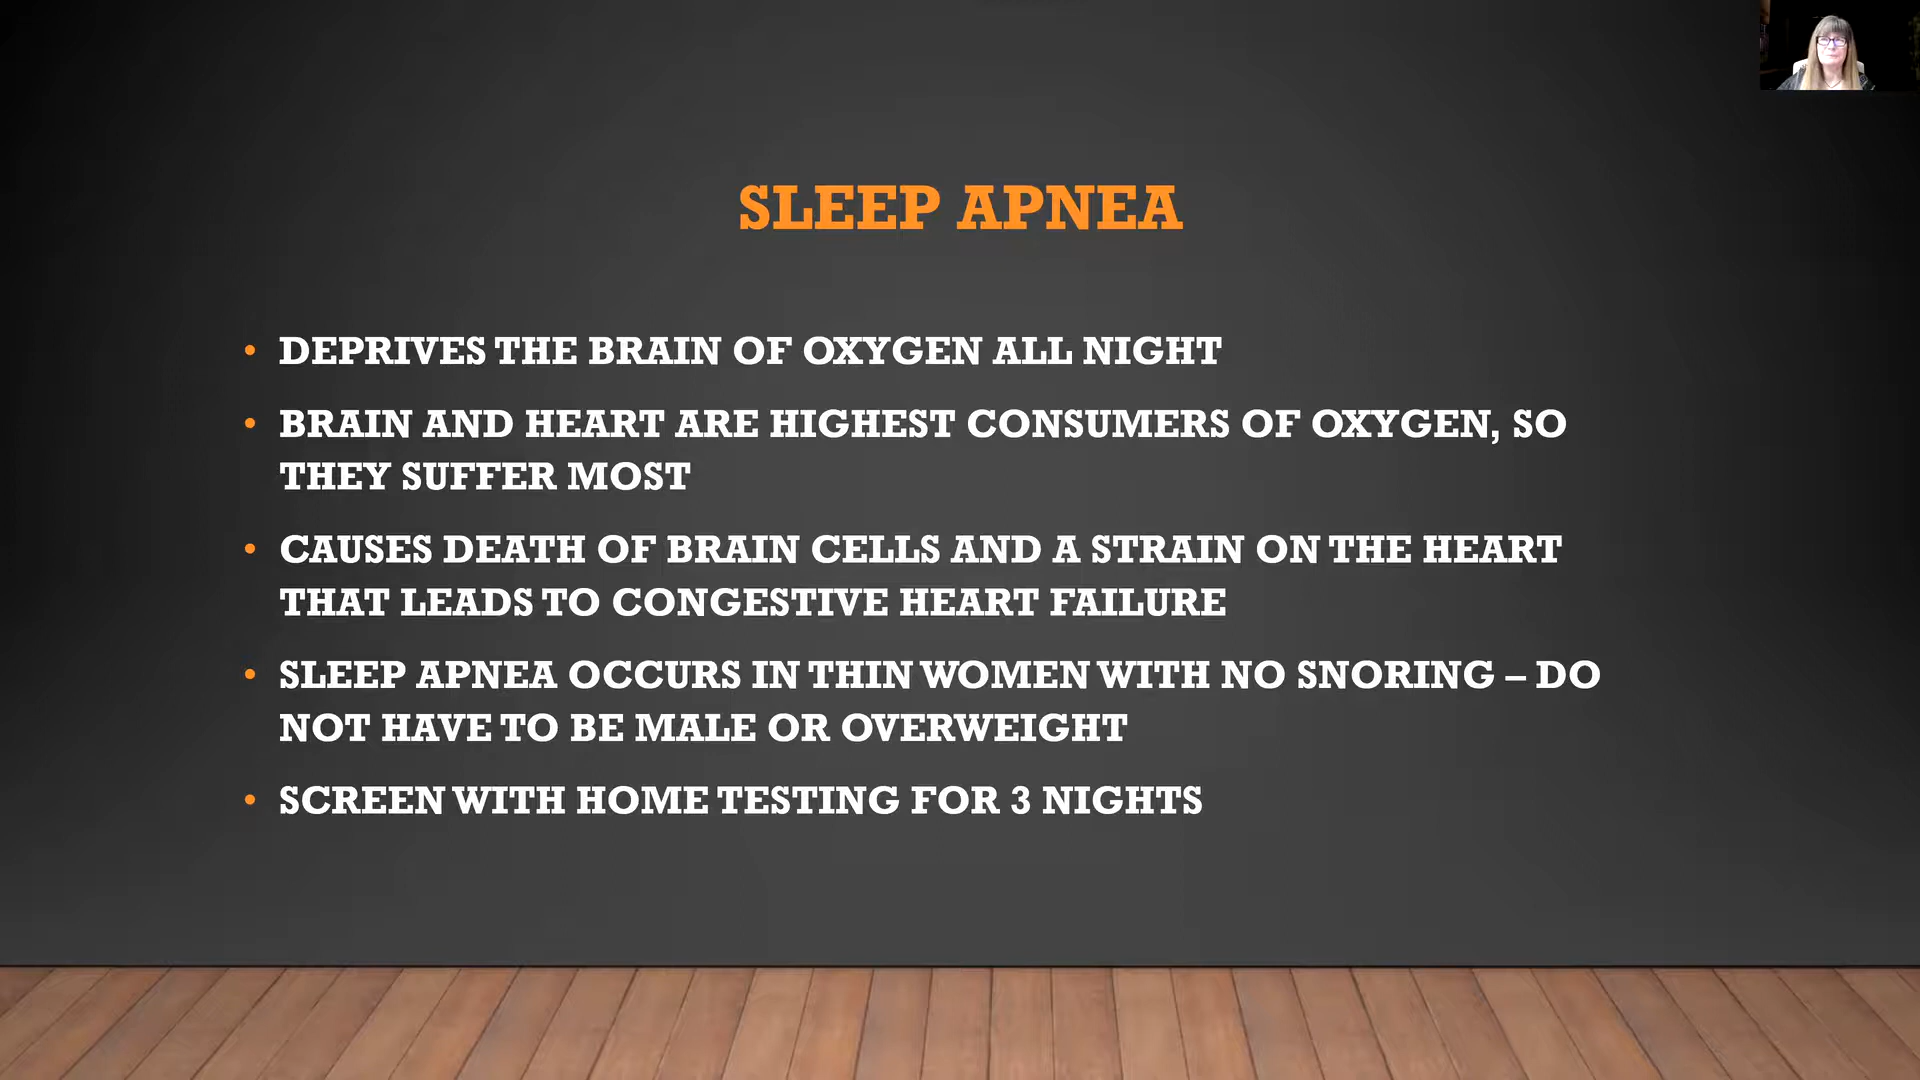 SLEEP APNEA
• DEPRIVES THE BRAIN OF OXYGEN ALL NIGHT
• BRAIN AND HEART ARE HIGHEST CONSUMERS OF OXYGEN, SO
THEY SUFFER MOST
• CAUSES DEATH OF BRAIN CELLS AND A STRAIN ON THE HEART
THAT LEADS TO CONGESTIVE HEART FAILURE
• SLEEP APNEA OCCURS IN THIN WOMEN WITH NO SNORING – DO
NOT HAVE TO BE MALE OR OVERWEIGHT
• SCREEN WITH HOME TESTING FOR 3 NIGHTS